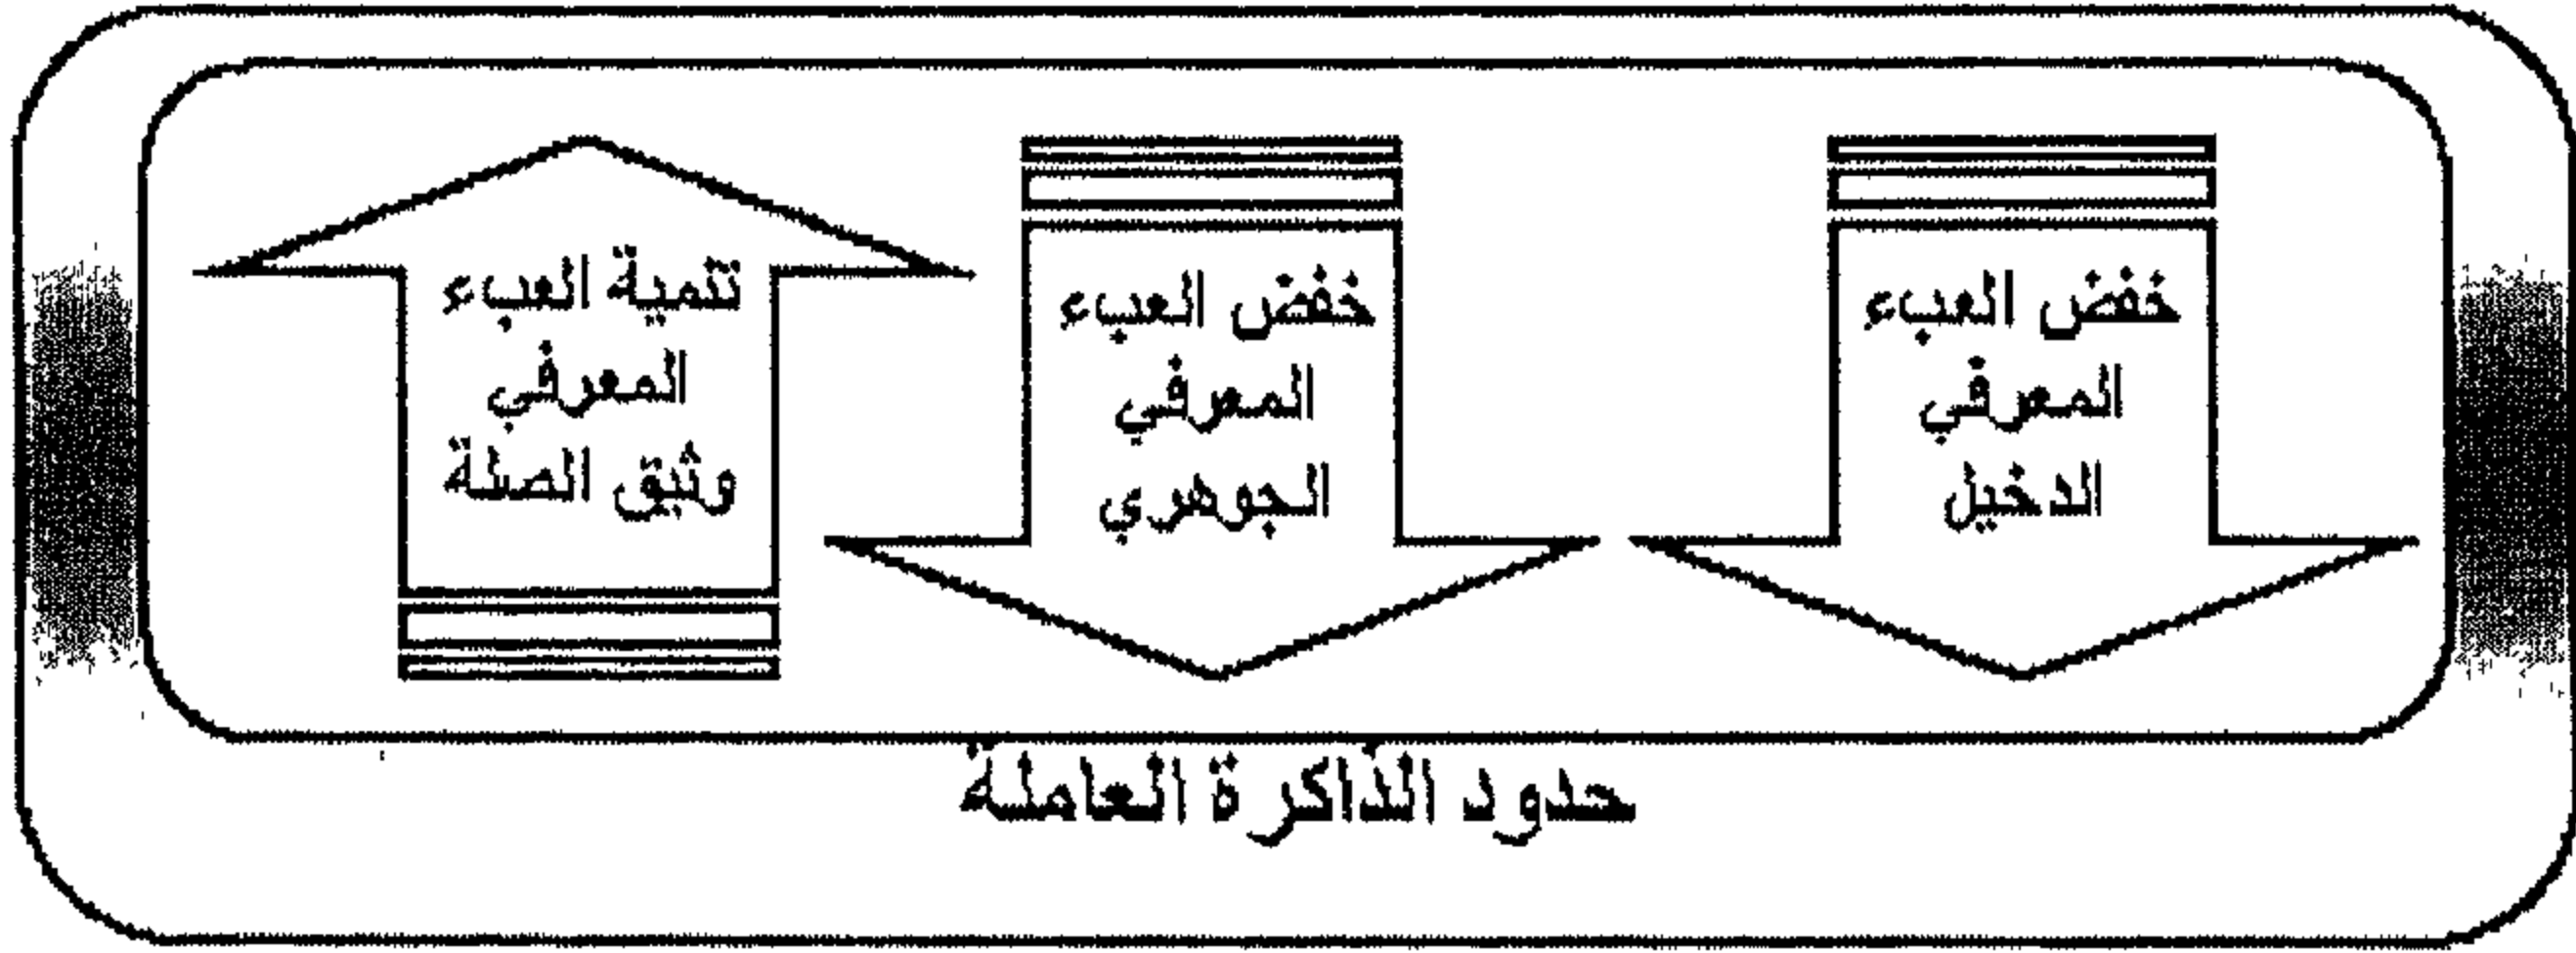 خفض العبء
المعرفي
الدخيل
خفض العبء
المعرفي
الجوهري
تنمية العبء
المعرفي
وثيق الصلة
حدود الذاكرة العاملة